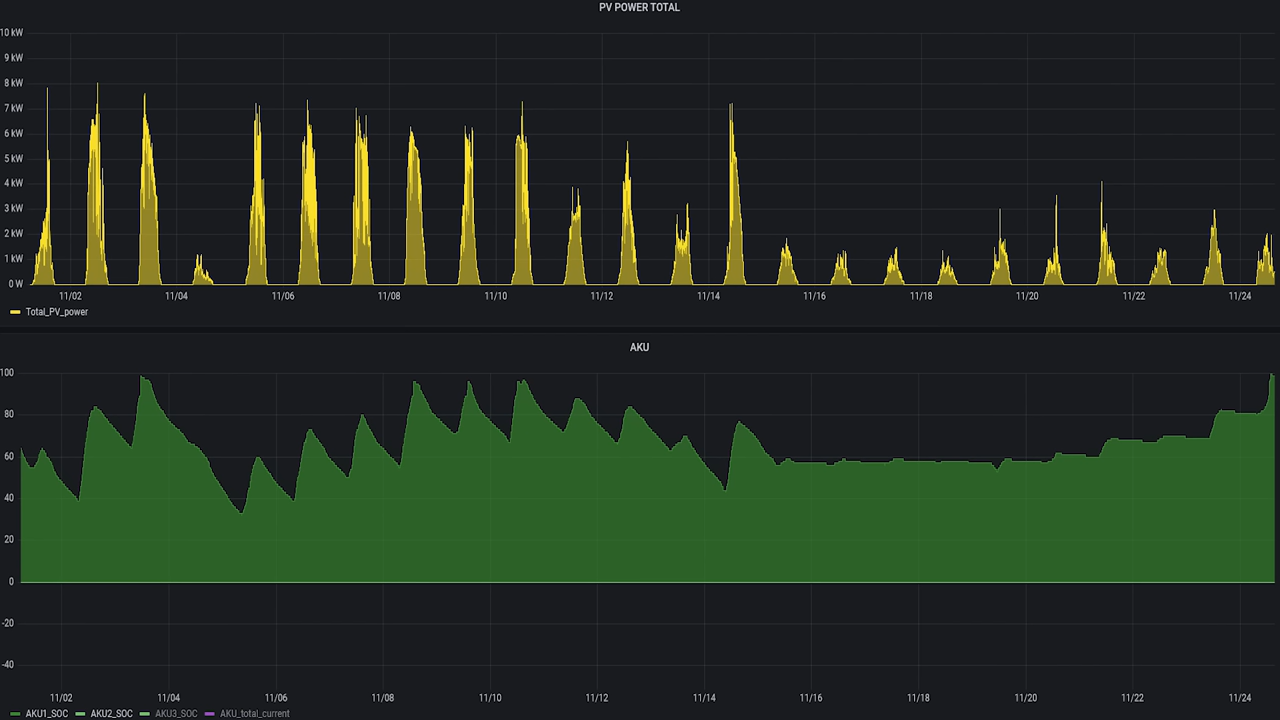 PV POWER TOTAL
10 kW
9 kW
8 kW
7 kW
6 kW
5 kW
4 kW
3 kW
2 kW
1 kW
0 W
11/02 11/04 11/06 11/08 11/10 11/12 11/14 11/16 11/18 11/20 11/22 11/24
Total_PV_power
AKU
100
80
60
40
20
0
-20
-40
11/02 11/04 11/06 11/08 11/10 11/12 11/14 11/16 11/18 11/20 11/22 11/24
AKU1_SOC AKU2_SOC AKU3_SOC AKU_total_current